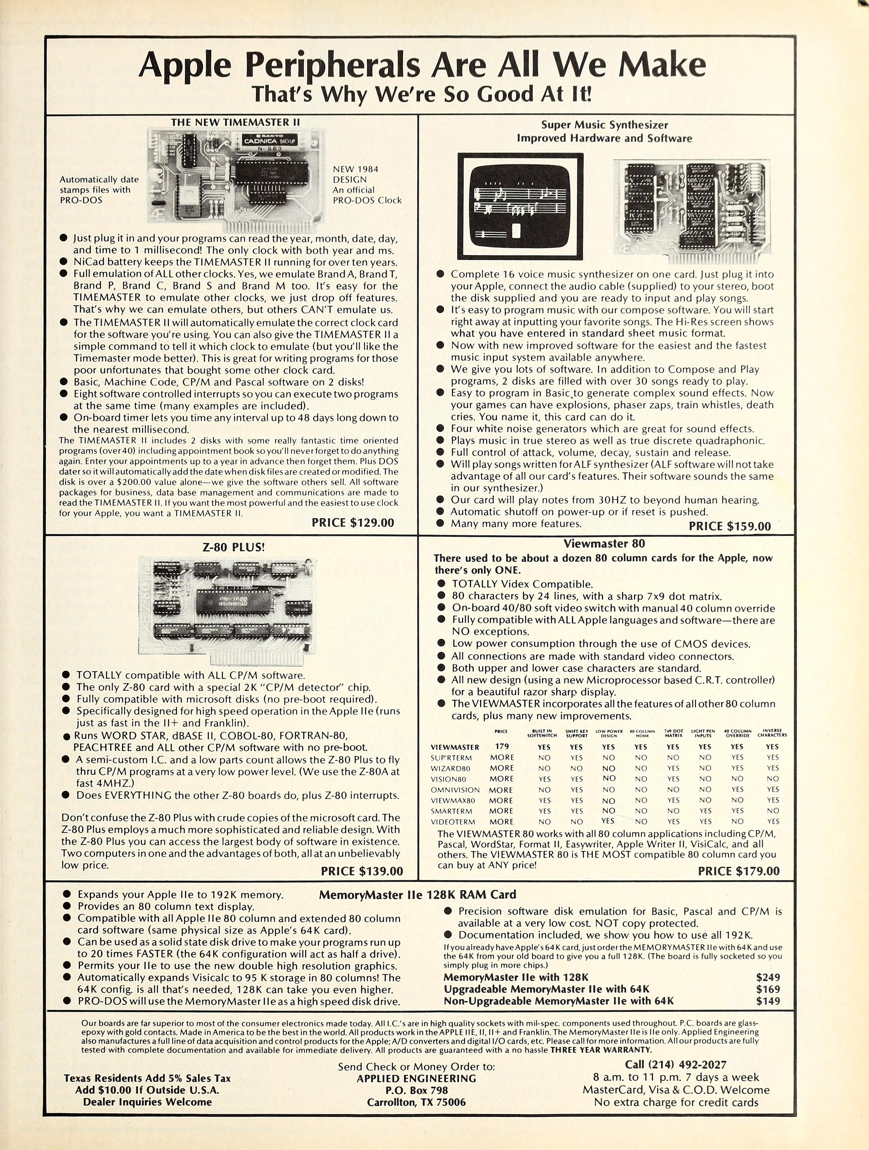 Apple Peripherals Are All We Make
That's Why We're So Good At It!
THE NEW TIMEMASTER II
Automatically date
stamps files with
PRO-DOS
SANYO
CADNICA BACKUP
NEW 1984
DESIGN
An official
PRO-DOS Clock
● Just plug it in and your programs can read the year, month, date, day,
and time to 1 millisecond! The only clock with both year and ms.
● NiCad battery keeps the TIMEMASTER II running for over ten years.
● Full emulation of ALL other clocks. Yes, we emulate Brand A, Brand T,
Brand P, Brand C, Brand S and Brand M too. It's easy for the
TIMEMASTER to emulate other clocks, we just drop off features.
That's why we can emulate others, but others CAN'T emulate us.
● The TIMEMASTER II will automatically emulate the correct clock card
for the software you're using. You can also give the TIMEMASTER II a
simple command to tell it which clock to emulate (but you'll like the
Timemaster mode better). This is great for writing programs for those
poor unfortunates that bought some other clock card.
● Basic, Machine Code, CP/M and Pascal software on 2 disks!
● Eight software controlled interrupts so you can execute two programs
at the same time (many examples are included).
● On-board timer lets you time any interval up to 48 days long down to
the nearest millisecond.
The TIMEMASTER II includes 2 disks with some really fantastic time oriented
programs (over 40) including appointment book so you'll never forget to do anything
again. Enter your appointments up to a year in advance then forget them. Plus DOS
dater so it will automatically add the date when disk files are created or modified. The
disk is over a $200.00 value alone—we give the software others sell. All software
packages for business, data base management and communications are made to
read the TIMEMASTER II. If you want the most powerful and the easiest to use clock
for your Apple, you want a TIMEMASTER II.
PRICE $129.00
Super Music Synthesizer
Improved Hardware and Software
● Complete 16 voice music synthesizer on one card. Just plug it into
your Apple, connect the audio cable (supplied) to your stereo, boot
the disk supplied and you are ready to input and play songs.
● It's easy to program music with our compose software. You will start
right away at inputting your favorite songs. The Hi-Res screen shows
what you have entered in standard sheet music format.
● Now with new improved software for the easiest and the fastest
music input system available anywhere.
● We give you lots of software. In addition to Compose and Play
programs, 2 disks are filled with over 30 songs ready to play.
● Easy to program in Basic to generate complex sound effects. Now
your games can have explosions, phaser zaps, train whistles, death
cries. You name it, this card can do it.
● Four white noise generators which are great for sound effects.
● Plays music in true stereo as well as true discrete quadraphonic.
● Full control of attack, volume, decay, sustain and release.
● Will play songs written for ALF synthesizer (ALF software will not take
advantage of all our card's features. Their software sounds the same
in our synthesizer.)
● Our card will play notes from 30HZ to beyond human hearing.
● Automatic shutoff on power-up or if reset is pushed.
● Many many more features.
PRICE $159.00
Z-80 PLUS!
● TOTALLY compatible with ALL CP/M software.
● The only Z-80 card with a special 2K "CP/M detector" chip.
● Fully compatible with microsoft disks (no pre-boot required).
● Specifically designed for high speed operation in the Apple IIe (runs
just as fast in the II+ and Franklin).
● Runs WORD STAR, dBASE II, COBOL-80, FORTRAN-80,
PEACHTREE and ALL other CP/M software with no pre-boot.
● A semi-custom I.C. and a low parts count allows the Z-80 Plus to fly
thru CP/M programs at a very low power level. (We use the Z-80A at
fast 4MHZ.)
● Does EVERYTHING the other Z-80 boards do, plus Z-80 interrupts.
Don't confuse the Z-80 Plus with crude copies of the microsoft card. The
Z-80 Plus employs a much more sophisticated and reliable design. With
the Z-80 Plus you can access the largest body of software in existence.
Two computers in one and the advantages of both, all at an unbelievably
low price.
PRICE $139.00
Viewmaster 80
There used to be about a dozen 80 column cards for the Apple, now
there's only ONE.
● TOTALLY Videx Compatible.
● 80 characters by 24 lines, with a sharp 7x9 dot matrix.
● On-board 40/80 soft video switch with manual 40 column override
● Fully compatible with ALL Apple languages and software—there are
NO exceptions.
● Low power consumption through the use of CMOS devices.
● All connections are made with standard video connectors.
● Both upper and lower case characters are standard.
● All new design (using a new Microprocessor based C.R.T. controller)
for a beautiful razor sharp display.
● The VIEWMASTER incorporates all the features of all other 80 column
cards, plus many new improvements.
PRICE BUILT IN SOFTSWITCH SHIFT KEY SUPPORT LOW POWER DESIGN 80 COLUMN HOME 7x9 DOT MATRIX LIGHT PEN INPUTS 40 COLUMN OVERRIDE INVERSE CHARACTERS
VIEWMASTER 179 YES YES YES YES YES YES YES YES
SUP'RTERM MORE NO YES NO NO NO NO YES YES
WIZARD80 MORE NO NO NO NO YES NO YES YES
VISION80 MORE YES YES NO NO YES NO NO NO
OMNIVISION MORE NO YES NO NO NO NO YES YES
VIEWMAX80 MORE YES YES NO NO YES NO NO YES
SMARTERM MORE YES YES NO NO NO YES YES NO
VIDEOTERM MORE NO NO YES NO YES YES NO YES
The VIEWMASTER 80 works with all 80 column applications including CP/M,
Pascal, WordStar, Format II, Easywriter, Apple Writer II, VisiCalc, and all
others. The VIEWMASTER 80 is THE MOST compatible 80 column card you
can buy at ANY price!
PRICE $179.00
MemoryMaster IIe 128K RAM Card
● Expands your Apple IIe to 192K memory.
● Provides an 80 column text display.
● Compatible with all Apple IIe 80 column and extended 80 column
card software (same physical size as Apple's 64K card).
● Can be used as a solid state disk drive to make your programs run up
to 20 times FASTER (the 64K configuration will act as half a drive).
● Permits your IIe to use the new double high resolution graphics.
● Automatically expands Visicalc to 95 K storage in 80 columns! The
64K config. is all that's needed, 128K can take you even higher.
● PRO-DOS will use the MemoryMaster IIe as a high speed disk drive.
● Precision software disk emulation for Basic, Pascal and CP/M is
available at a very low cost. NOT copy protected.
● Documentation included, we show you how to use all 192K.
If you already have Apple's 64K card, just order the MEMORYMASTER IIe with 64K and use
the 64K from your old board to give you a full 128K. (The board is fully socketed so you
simply plug in more chips.)
MemoryMaster IIe with 128K $249
Upgradeable MemoryMaster IIe with 64K $169
Non-Upgradeable MemoryMaster IIe with 64K $149
Our boards are far superior to most of the consumer electronics made today. All I.C.'s are in high quality sockets with mil-spec. components used throughout. P.C. boards are glass-
epoxy with gold contacts. Made in America to be the best in the world. All products work in the APPLE IIE, II, II+ and Franklin. The MemoryMaster IIe is IIe only. Applied Engineering
also manufactures a full line of data acquisition and control products for the Apple; A/D converters and digital I/O cards, etc. Please call for more information. All our products are fully
tested with complete documentation and available for immediate delivery. All products are guaranteed with a no hassle THREE YEAR WARRANTY.
Texas Residents Add 5% Sales Tax
Add $10.00 If Outside U.S.A.
Dealer Inquiries Welcome
Send Check or Money Order to:
APPLIED ENGINEERING
P.O. Box 798
Carrollton, TX 75006
Call (214) 492-2027
8 a.m. to 11 p.m. 7 days a week
MasterCard, Visa & C.O.D. Welcome
No extra charge for credit cards